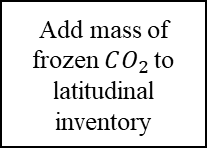 Add mass of
frozen CO₂ to
latitudinal
inventory